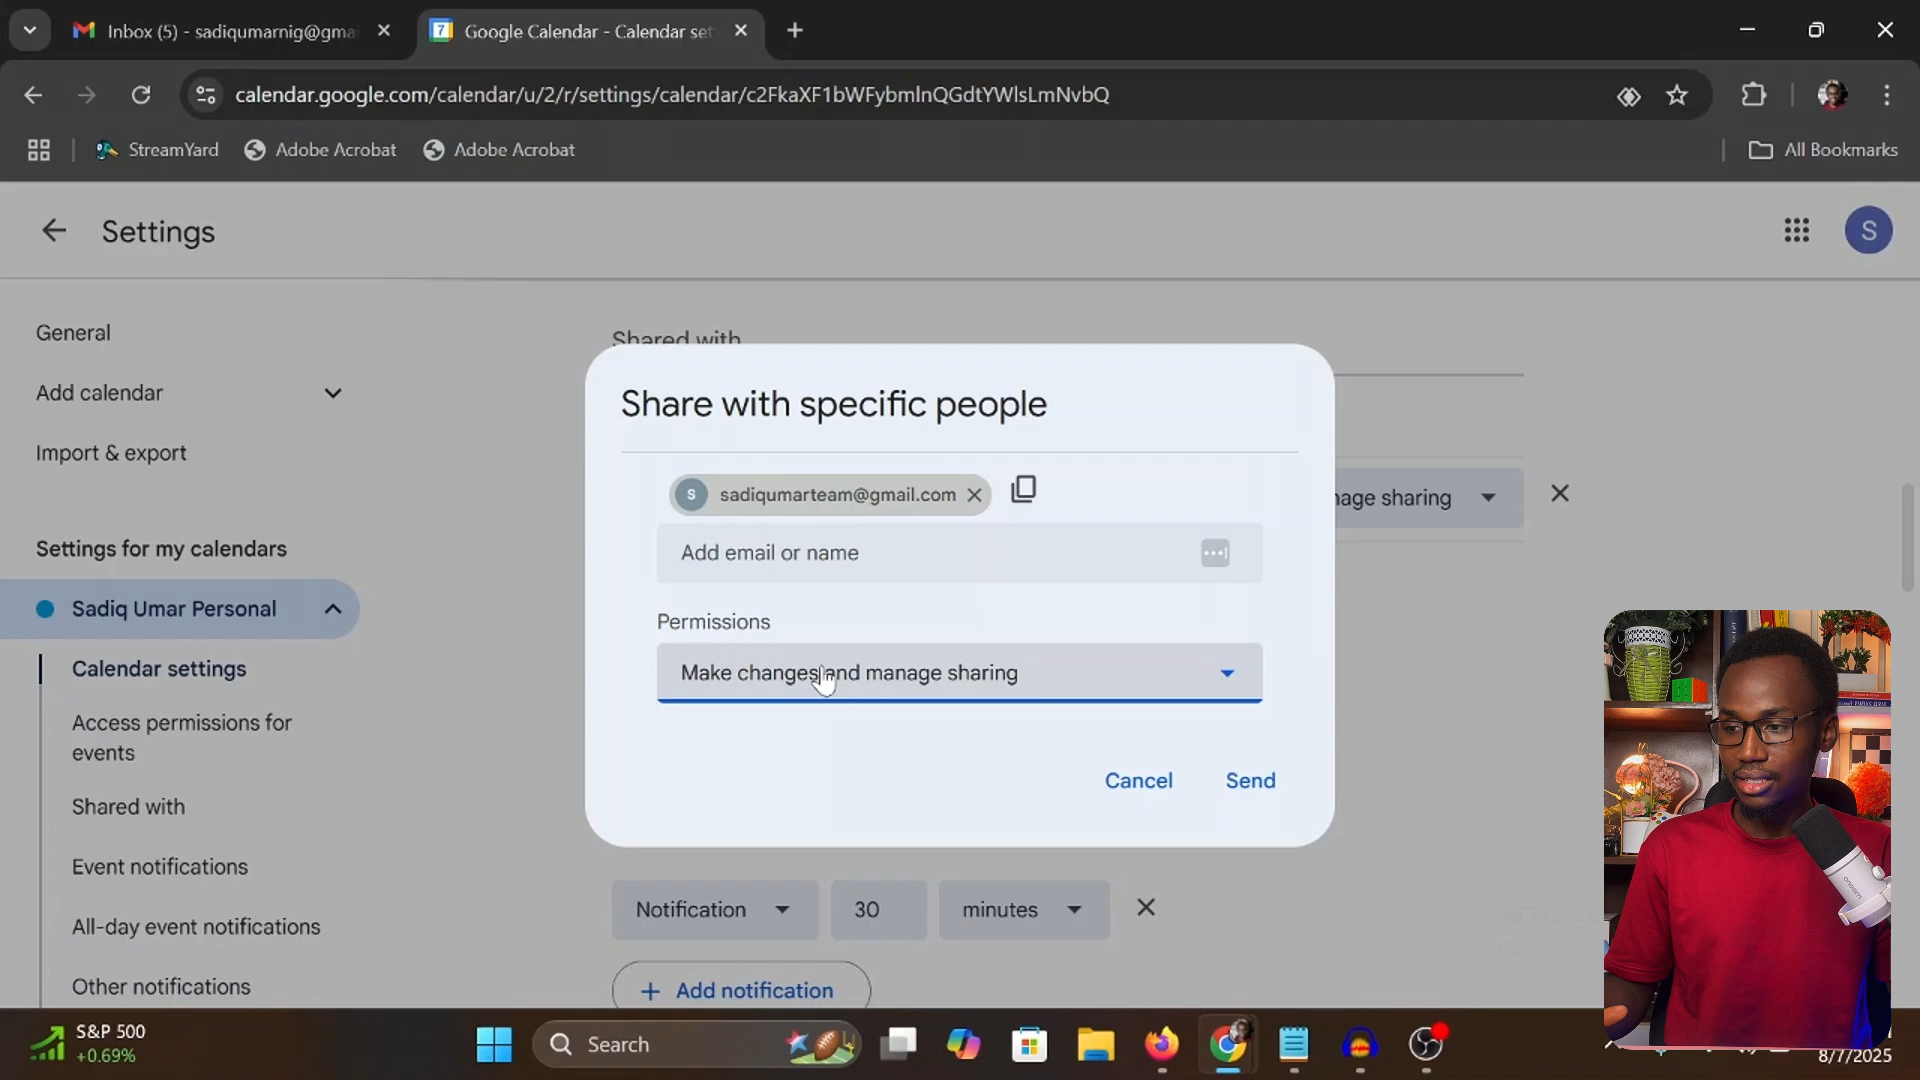 Inbox (5) - sadiqumarnig@gma
Google Calendar - Calendar set
calendar.google.com/calendar/u/2/r/settings/calendar/c2FkaXF1bWFybmlnQGdtYWlsLmNvbQ
StreamYard
Adobe Acrobat
Adobe Acrobat
All Bookmarks
Settings
S
General
Add calendar
Import & export
Settings for my calendars
Sadiq Umar Personal
Calendar settings
Access permissions for
events
Shared with
Event notifications
All-day event notifications
Other notifications
Shared with
nage sharing
Share with specific people
S
sadiqumarteam@gmail.com
Add email or name
Permissions
Make changes and manage sharing
Cancel
Send
Notification
30
minutes
Add notification
S&P 500
+0.69%
Search
8/7/2025